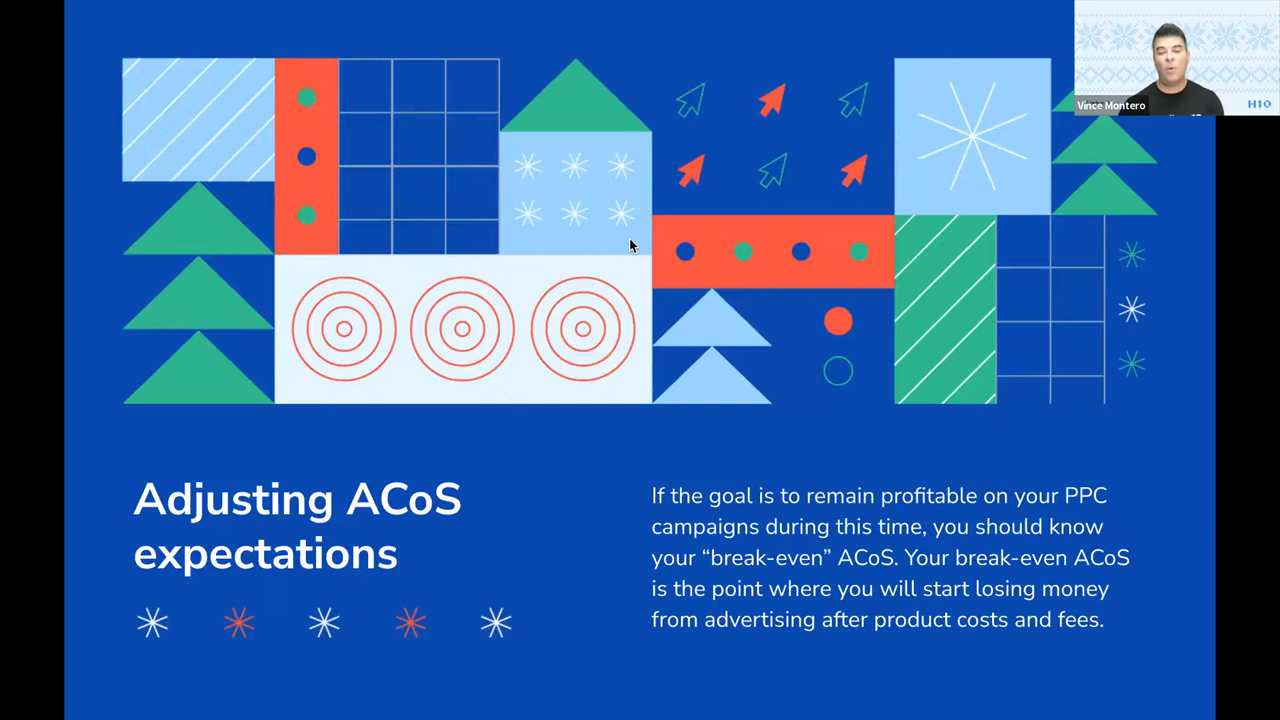 Vince Montero
H10
Adjusting ACoS
expectations
If the goal is to remain profitable on your PPC
campaigns during this time, you should know
your “break-even” ACoS. Your break-even ACoS
is the point where you will start losing money
from advertising after product costs and fees.